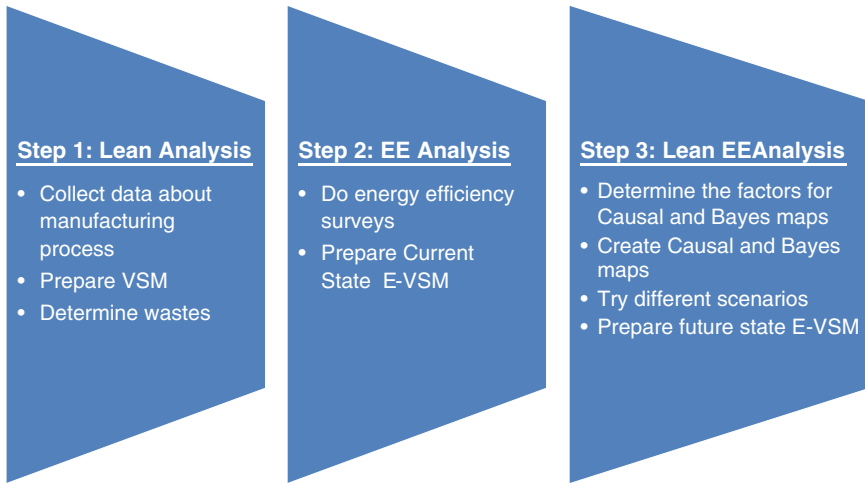 Step 1: Lean Analysis
• Collect data about
manufacturing
process
• Prepare VSM
• Determine wastes
Step 2: EE Analysis
• Do energy efficiency
surveys
• Prepare Current
State E-VSM
Step 3: Lean EEAnalysis
• Determine the factors for
Causal and Bayes maps
• Create Causal and Bayes
maps
• Try different scenarios
• Prepare future state E-VSM